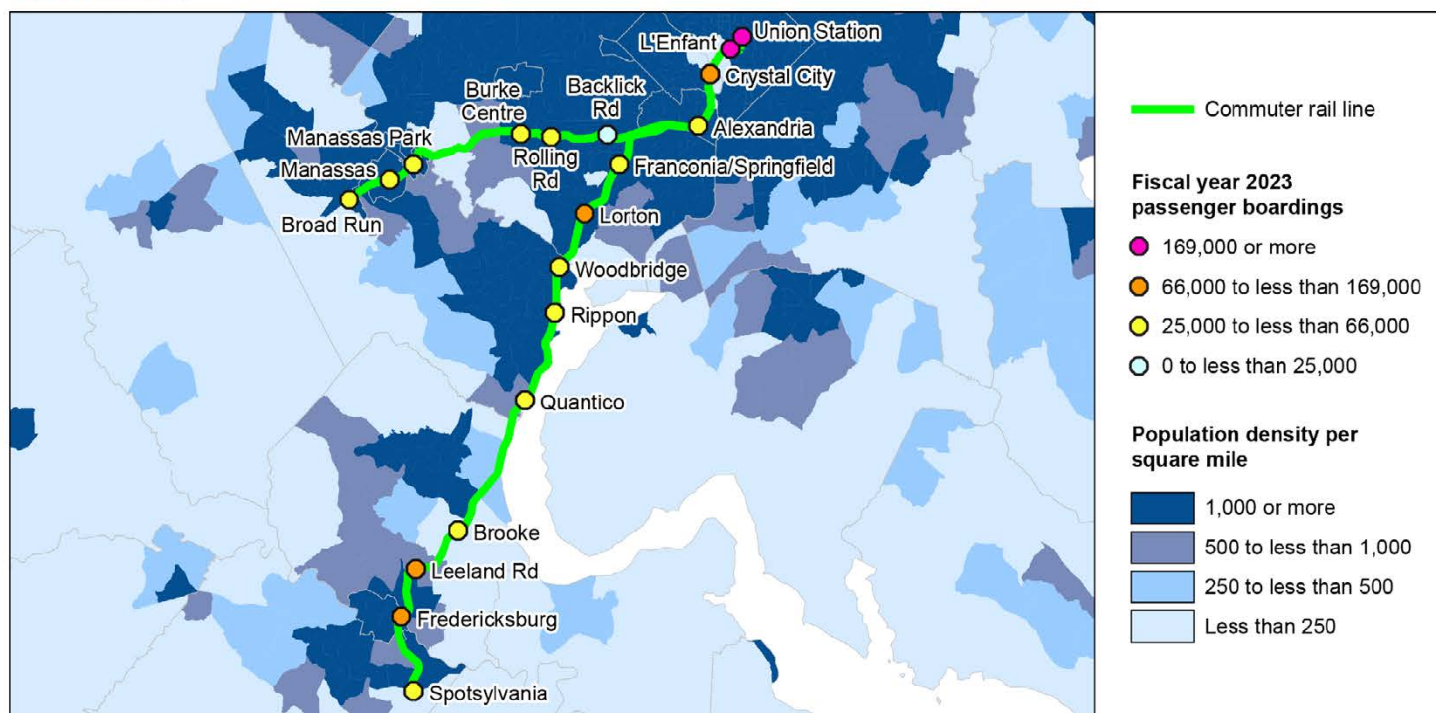 Union Station
L'Enfant
Crystal City
Backlick
Rd
Burke
Centre
Alexandria
Manassas Park
Rolling
Rd
Franconia/Springfield
Manassas
Broad Run
Lorton
Woodbridge
Rippon
Quantico
Brooke
Leeland Rd
Fredericksburg
Spotsylvania
Commuter rail line
Fiscal year 2023
passenger boardings
169,000 or more
66,000 to less than 169,000
25,000 to less than 66,000
0 to less than 25,000
Population density per
square mile
1,000 or more
500 to less than 1,000
250 to less than 500
Less than 250